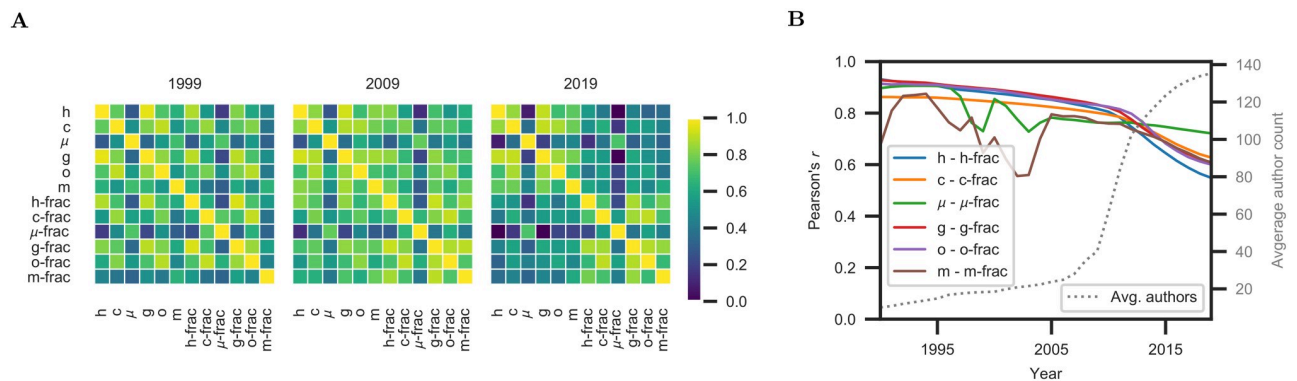 A
1999
2009
2019
h
c
μ
g
o
m
h-frac
c-frac
μ-frac
g-frac
o-frac
m-frac
h
c
μ
g
o
m
h-frac
c-frac
μ-frac
g-frac
o-frac
m-frac
h
c
μ
g
o
m
h-frac
c-frac
μ-frac
g-frac
o-frac
m-frac
h
c
μ
g
o
m
h-frac
c-frac
μ-frac
g-frac
o-frac
m-frac
1.0
0.8
0.6
0.4
0.2
0.0
B
Pearson's r
1.0
0.8
0.6
0.4
0.2
0.0
h - h-frac
c - c-frac
μ - μ-frac
g - g-frac
o - o-frac
m - m-frac
Avg. authors
1995
2005
2015
Year
140
120
100
80
60
40
20
Avgerage author count